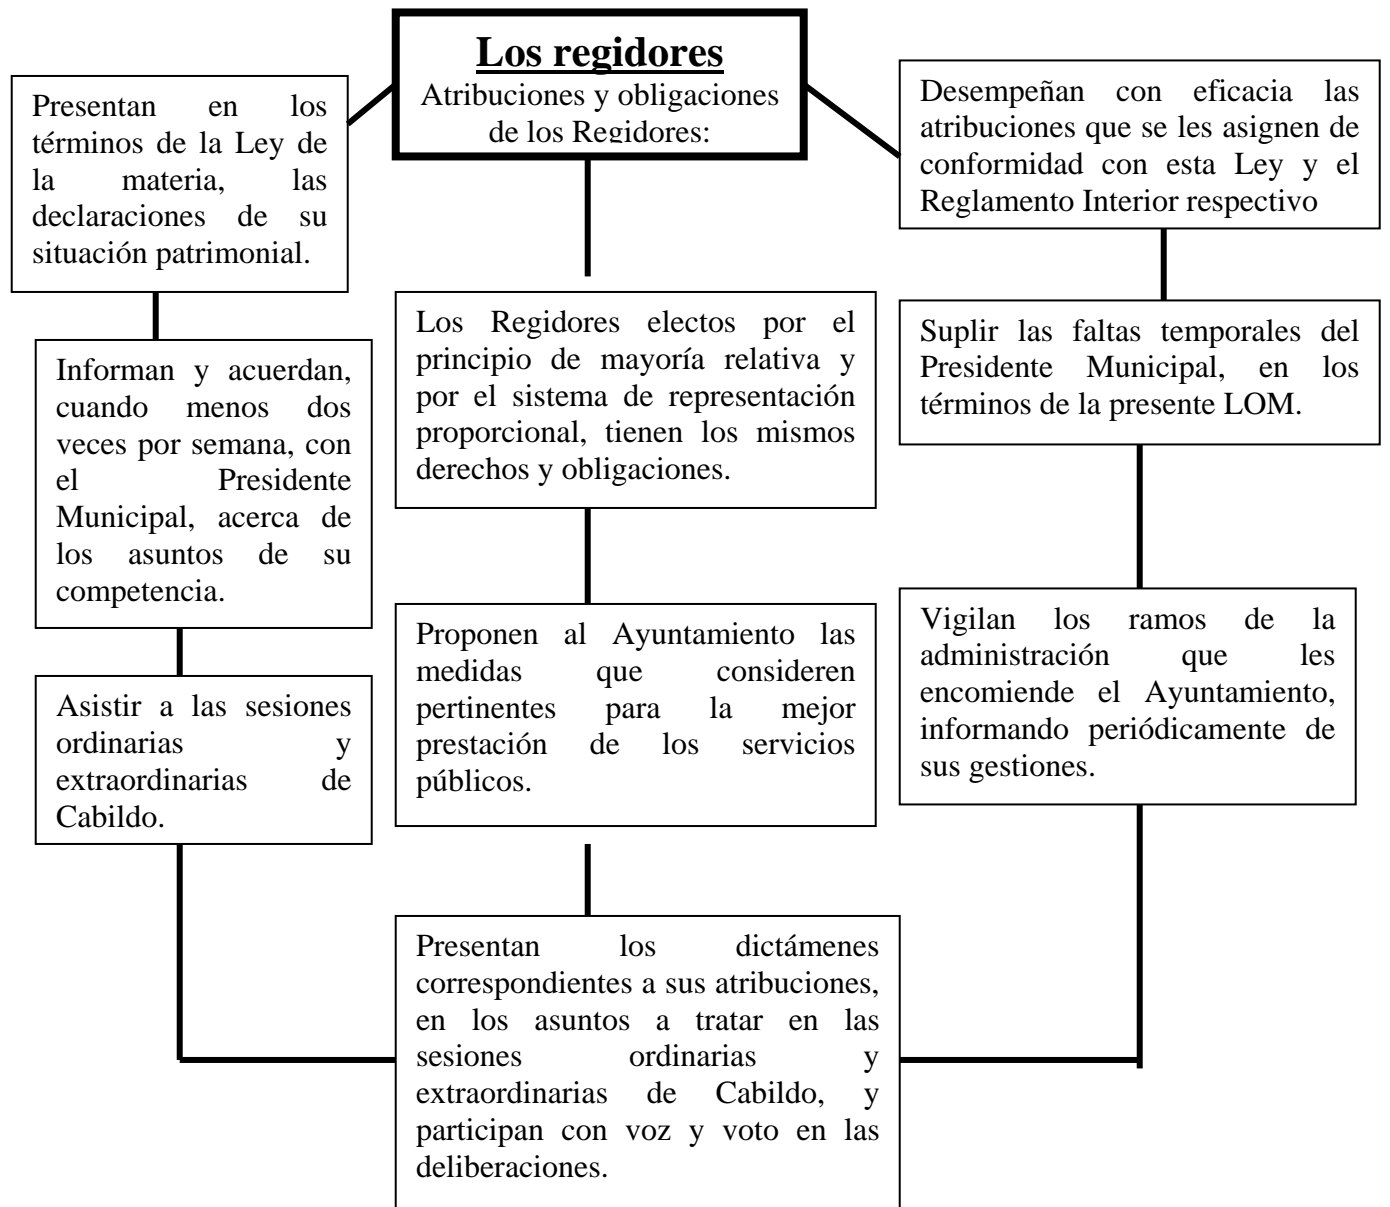 Los regidores
Atribuciones y obligaciones
de los Regidores:
Presentan en los
términos de la Ley de
la materia, las
declaraciones de su
situación patrimonial.
Informan y acuerdan,
cuando menos dos
veces por semana, con
el Presidente
Municipal, acerca de
los asuntos de su
competencia.
Asistir a las sesiones
ordinarias y
extraordinarias de
Cabildo.
Los Regidores electos por el
principio de mayoría relativa y
por el sistema de representación
proporcional, tienen los mismos
derechos y obligaciones.
Proponen al Ayuntamiento las
medidas que consideren
pertinentes para la mejor
prestación de los servicios
públicos.
Desempeñan con eficacia las
atribuciones que se les asignen de
conformidad con esta Ley y el
Reglamento Interior respectivo
Suplir las faltas temporales del
Presidente Municipal, en los
términos de la presente LOM.
Vigilan los ramos de la
administración que les
encomiende el Ayuntamiento,
informando periódicamente de
sus gestiones.
Presentan los dictámenes
correspondientes a sus atribuciones,
en los asuntos a tratar en las
sesiones ordinarias y
extraordinarias de Cabildo, y
participan con voz y voto en las
deliberaciones.